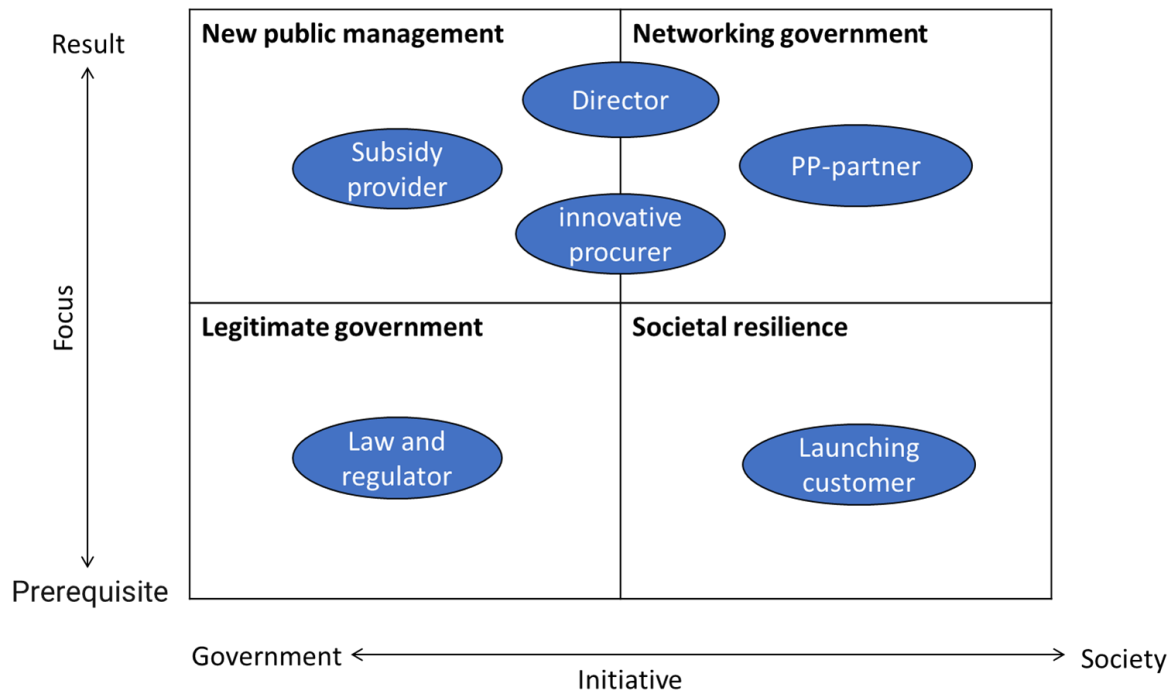 Result
New public management
Networking government
Director
Subsidy
provider
PP-partner
innovative
procurer
Focus
Legitimate government
Societal resilience
Law and
regulator
Launching
customer
Prerequisite
Government
Initiative
Society